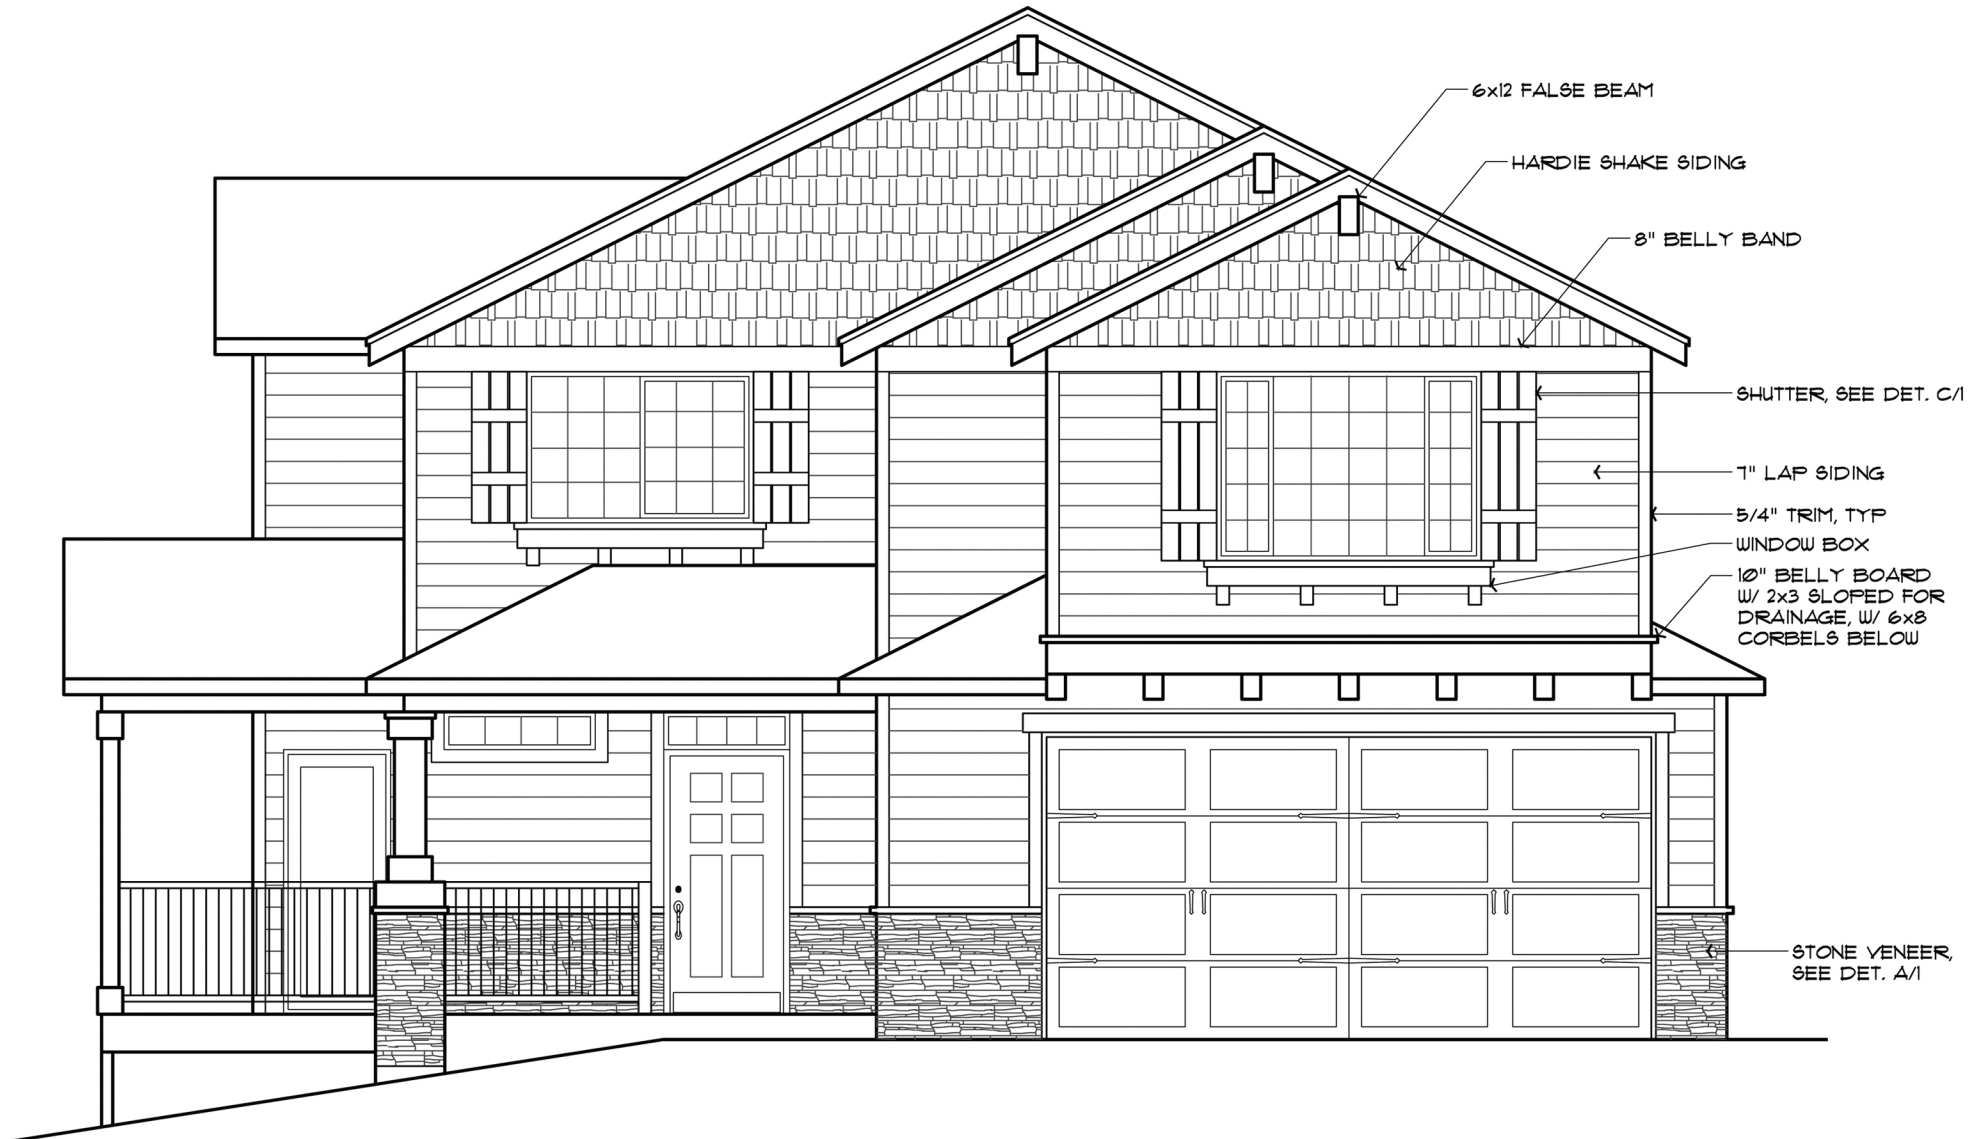 6x12 FALSE BEAM
HARDIE SHAKE SIDING
8" BELLY BAND
SHUTTER, SEE DET. C/1
7" LAP SIDING
5/4" TRIM, TYP
WINDOW BOX
10" BELLY BOARD
W/ 2x3 SLOPED FOR
DRAINAGE, W/ 6x8
CORBELS BELOW
STONE VENEER,
SEE DET. A/1